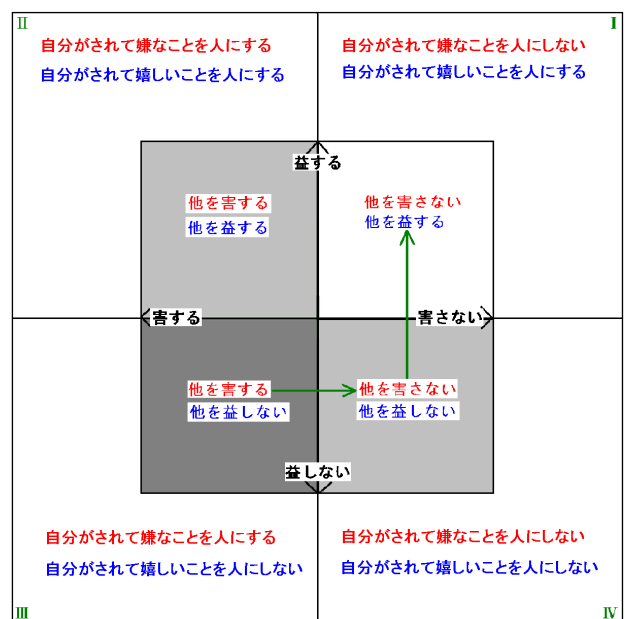 II
I
自分がされて嫌なことを人にする
自分がされて嬉しいことを人にする
自分がされて嫌なことを人にしない
自分がされて嬉しいことを人にする
益する
他を害する
他を益する
他を害さない
他を益する
害する
害さない
他を害する
他を益しない
他を害さない
他を益しない
益しない
自分がされて嫌なことを人にする
自分がされて嬉しいことを人にしない
自分がされて嫌なことを人にしない
自分がされて嬉しいことを人にしない
III
IV